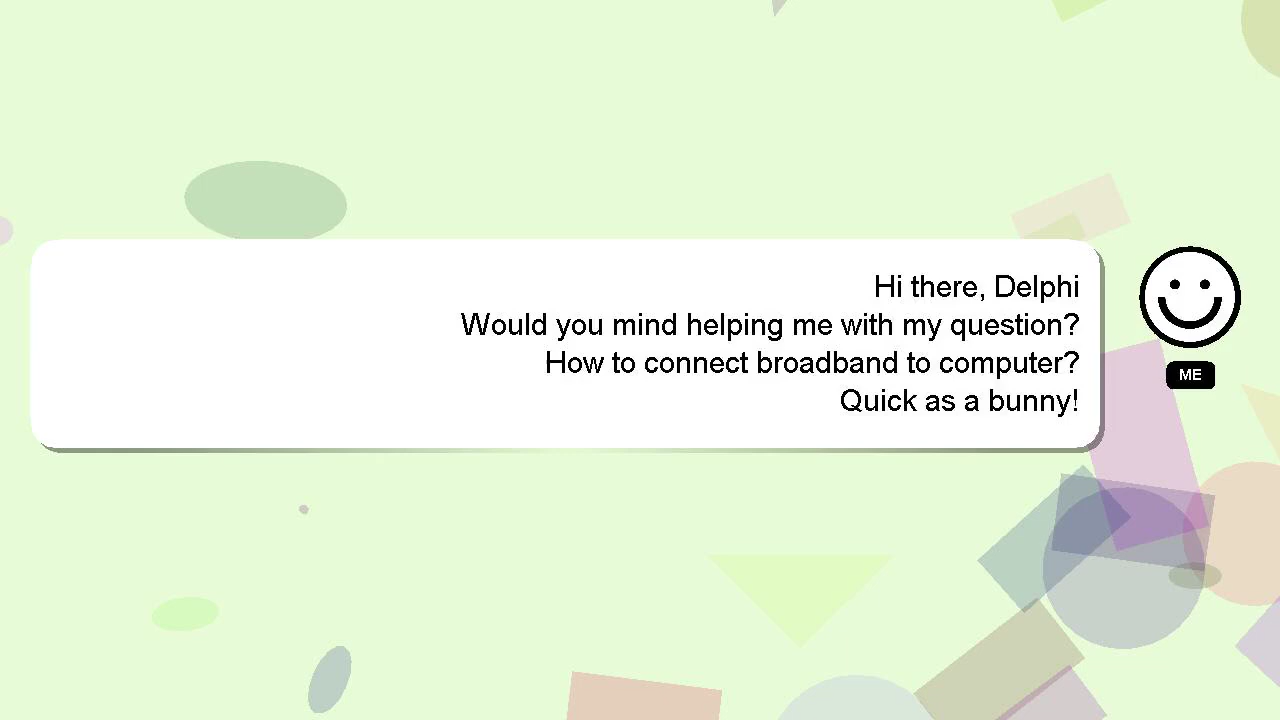 Hi there, Delphi
Would you mind helping me with my question?
How to connect broadband to computer?
Quick as a bunny!
ME